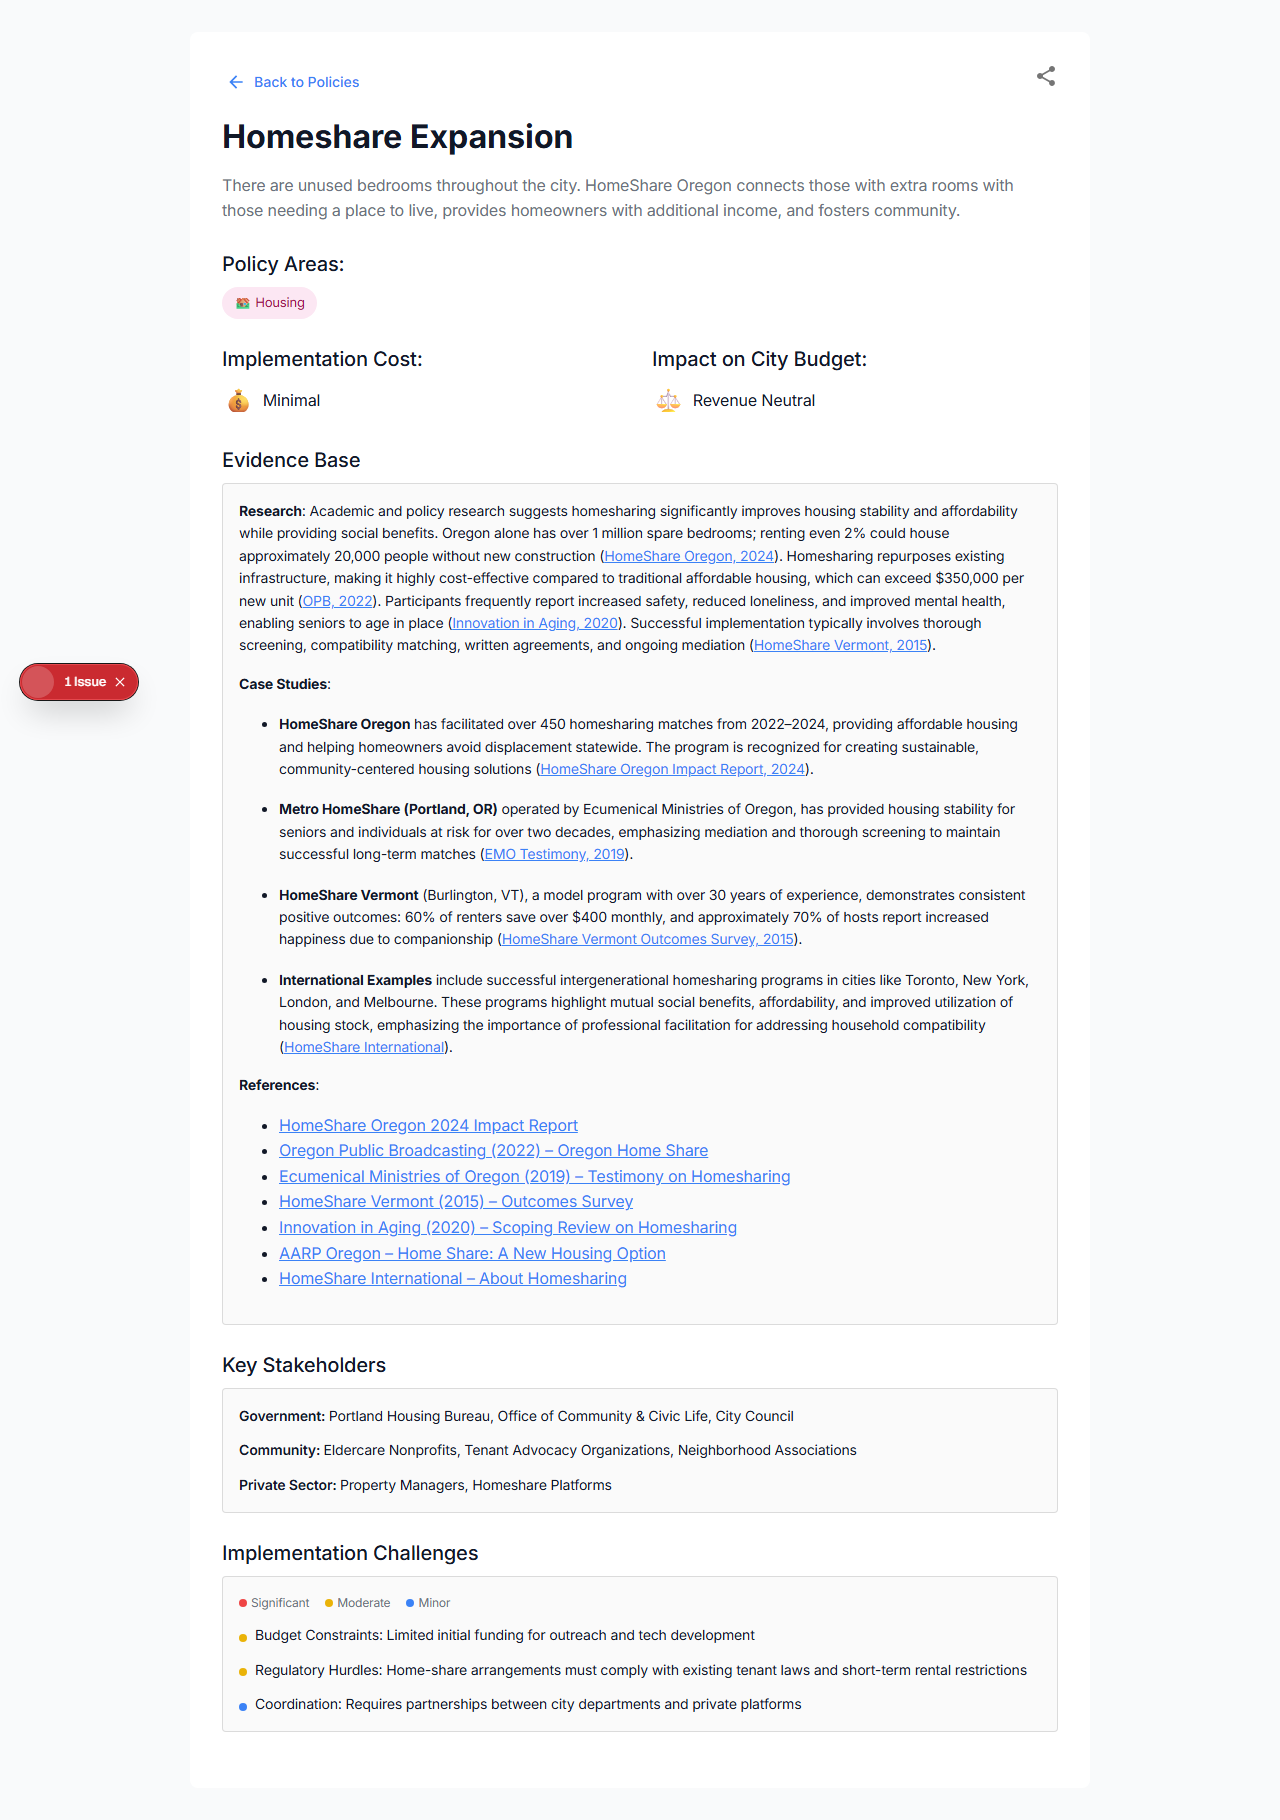 Back to Policies
Homeshare Expansion
There are unused bedrooms throughout the city. HomeShare Oregon connects those with extra rooms with
those needing a place to live, provides homeowners with additional income, and fosters community.
Policy Areas:
Housing
Implementation Cost:
Minimal
Impact on City Budget:
Revenue Neutral
Evidence Base
Research: Academic and policy research suggests homesharing significantly improves housing stability and affordability
while providing social benefits. Oregon alone has over 1 million spare bedrooms; renting even 2% could house
approximately 20,000 people without new construction (HomeShare Oregon, 2024). Homesharing repurposes existing
infrastructure, making it highly cost-effective compared to traditional affordable housing, which can exceed $350,000 per
new unit (OPB, 2022). Participants frequently report increased safety, reduced loneliness, and improved mental health,
enabling seniors to age in place (Innovation in Aging, 2020). Successful implementation typically involves thorough
screening, compatibility matching, written agreements, and ongoing mediation (HomeShare Vermont, 2015).
1 Issue
Case Studies:
• HomeShare Oregon has facilitated over 450 homesharing matches from 2022–2024, providing affordable housing
and helping homeowners avoid displacement statewide. The program is recognized for creating sustainable,
community-centered housing solutions (HomeShare Oregon Impact Report, 2024).
• Metro HomeShare (Portland, OR) operated by Ecumenical Ministries of Oregon, has provided housing stability for
seniors and individuals at risk for over two decades, emphasizing mediation and thorough screening to maintain
successful long-term matches (EMO Testimony, 2019).
• HomeShare Vermont (Burlington, VT), a model program with over 30 years of experience, demonstrates consistent
positive outcomes: 60% of renters save over $400 monthly, and approximately 70% of hosts report increased
happiness due to companionship (HomeShare Vermont Outcomes Survey, 2015).
• International Examples include successful intergenerational homesharing programs in cities like Toronto, New York,
London, and Melbourne. These programs highlight mutual social benefits, affordability, and improved utilization of
housing stock, emphasizing the importance of professional facilitation for addressing household compatibility
(HomeShare International).
References:
• HomeShare Oregon 2024 Impact Report
• Oregon Public Broadcasting (2022) – Oregon Home Share
• Ecumenical Ministries of Oregon (2019) – Testimony on Homesharing
• HomeShare Vermont (2015) – Outcomes Survey
• Innovation in Aging (2020) – Scoping Review on Homesharing
• AARP Oregon – Home Share: A New Housing Option
• HomeShare International – About Homesharing
Key Stakeholders
Government: Portland Housing Bureau, Office of Community & Civic Life, City Council
Community: Eldercare Nonprofits, Tenant Advocacy Organizations, Neighborhood Associations
Private Sector: Property Managers, Homeshare Platforms
Implementation Challenges
Significant Moderate Minor
Budget Constraints: Limited initial funding for outreach and tech development
Regulatory Hurdles: Home-share arrangements must comply with existing tenant laws and short-term rental restrictions
Coordination: Requires partnerships between city departments and private platforms